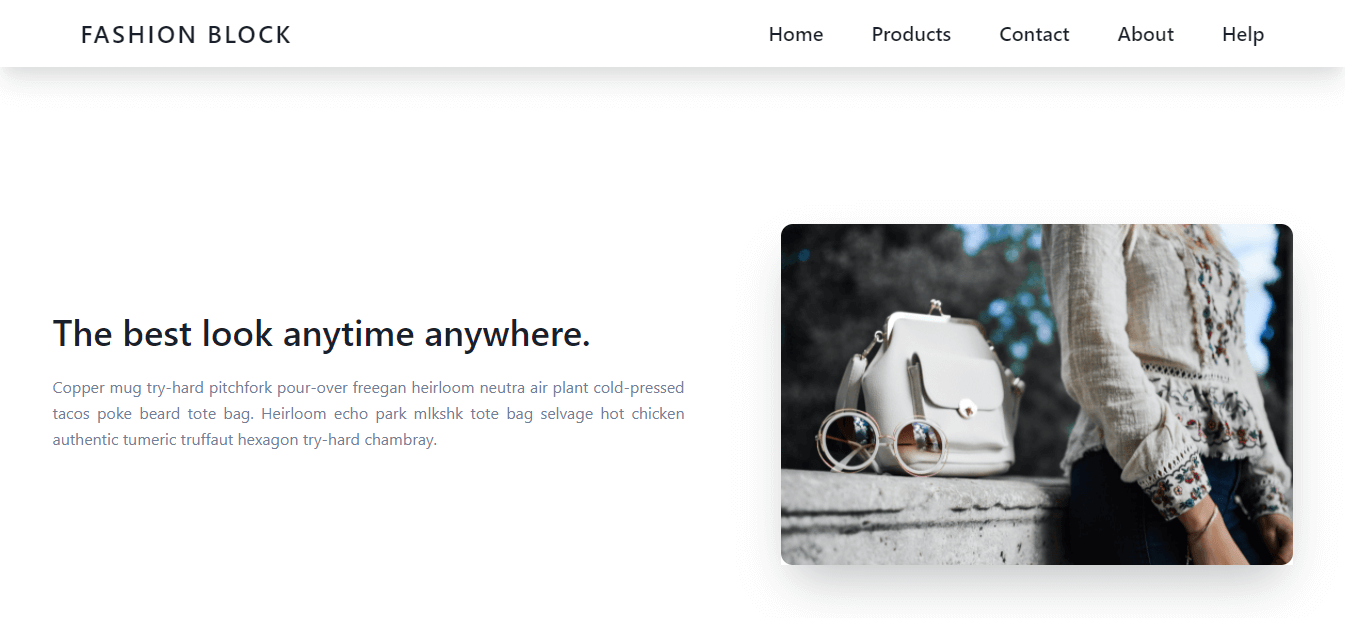 FASHION BLOCK
Home Products Contact About Help
The best look anytime anywhere.
Copper mug try-hard pitchfork pour-over freegan heirloom neutra air plant cold-pressed
tacos poke beard tote bag. Heirloom echo park mlkshk tote bag selvage hot chicken
authentic tumeric truffaut hexagon try-hard chambray.